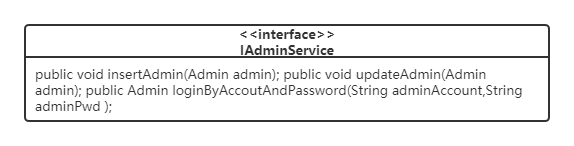 <<interface>>
IAdminService
public void insertAdmin(Admin admin); public void updateAdmin(Admin
admin); public Admin loginByAccoutAndPassword(String adminAccount,String
adminPwd );